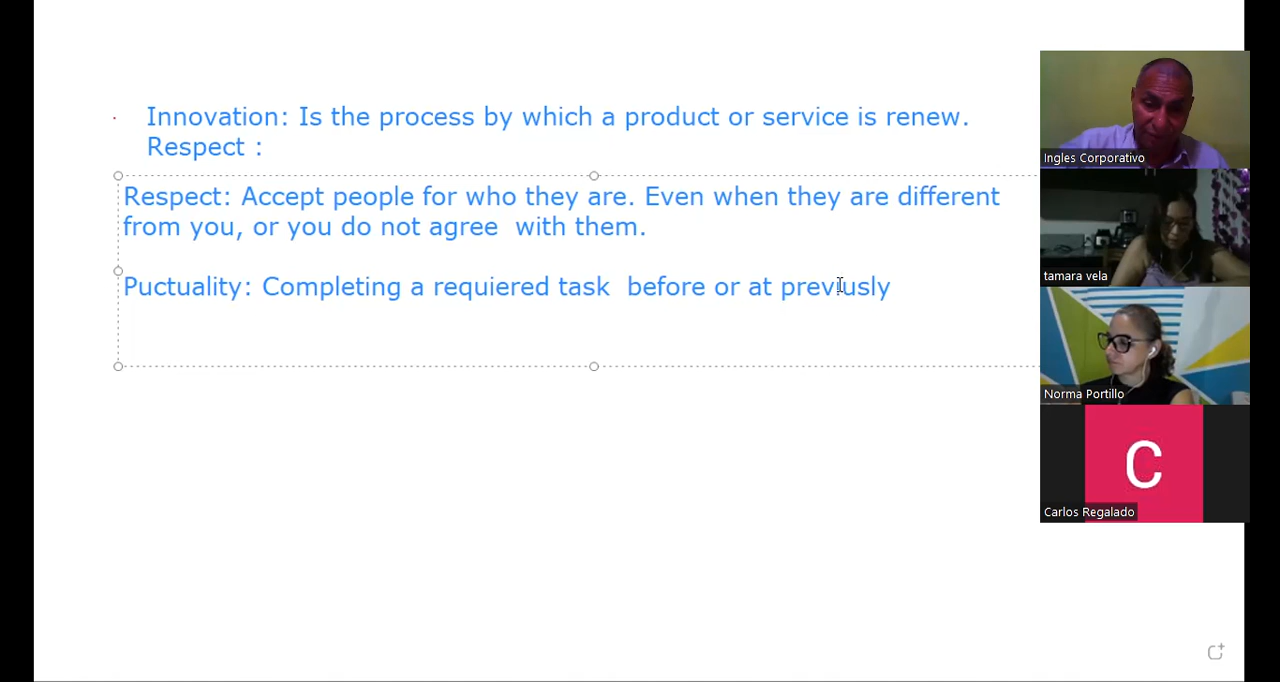 Innovation: Is the process by which a product or service is renew.
Respect :
Respect: Accept people for who they are. Even when they are different
from you, or you do not agree with them.
Puctuality: Completing a requiered task before or at previusly
Ingles Corporativo
tamara vela
Norma Portillo
C
Carlos Regalado